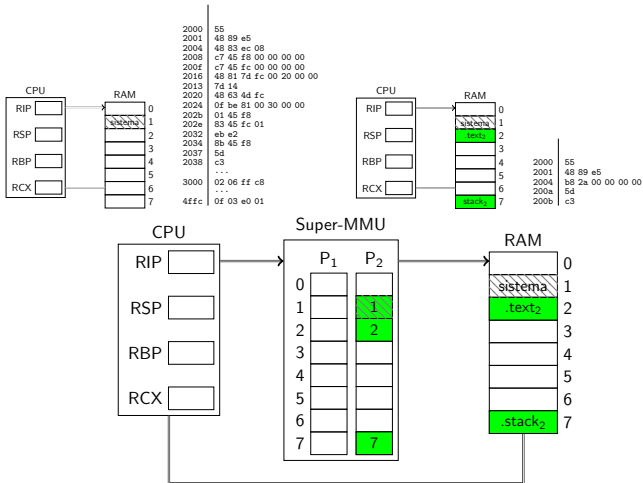 2000 55
2001 48 89 e5
2004 48 83 ec 08
2008 c7 45 f8 00 00 00 00
200f c7 45 fc 00 00 00 00
2016 48 81 7d fc 00 20 00 00
2013 7d 14
2020 48 63 4d fc
2024 0f be 81 00 30 00 00
202b 01 45 f8
202e 83 45 fc 01
2032 eb e2
2034 8b 45 f8
2037 5d
2038 c3
...
3000 02 06 ff c8
...
4ffc 0f 03 e0 01
CPU
RIP
RSP
RBP
RCX
RAM
0
sistema 1
2
3
4
5
6
7
CPU
RIP
RSP
RBP
RCX
RAM
0
sistema 1
.text₂ 2
3
4
5
6
.stack₂ 7
2000 55
2001 48 89 e5
2004 b8 2a 00 00 00 00
200a 5d
200b c3
CPU
RIP
RSP
RBP
RCX
Super-MMU
P₁ P₂
0
1 1
2 2
3
4
5
6
7 7
RAM
0
sistema 1
.text₂ 2
3
4
5
6
.stack₂ 7